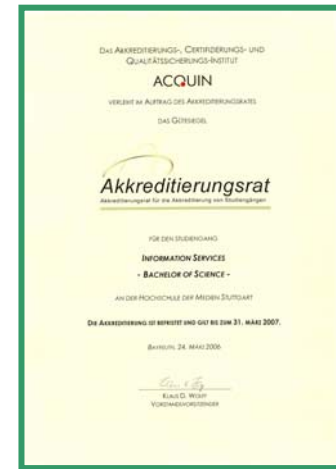 DAS AKKREDITIERUNGS-, CERTIFIZIERUNGS- UND
QUALITÄTSSICHERUNGS-INSTITUT
ACQUIN
VERLEIHT IM AUFTRAG DES AKKREDITIERUNGSRATES
DAS GÜTESIEGEL
Akkreditierungsrat
Akkreditierungsrat für die Akkreditierung von Studiengängen
FÜR DEN STUDIENGANG
INFORMATION SERVICES
- BACHELOR OF SCIENCE -
AN DER HOCHSCHULE DER MEDIEN STUTTGART
DIE AKKREDITIERUNG IST BEFRISTET UND GILT BIS ZUM 31. MÄRZ 2007.
BAYREUTH, 24. MÄRZ 2006
KLAUS D. WOLFF
VORSTANDSVORSITZENDER